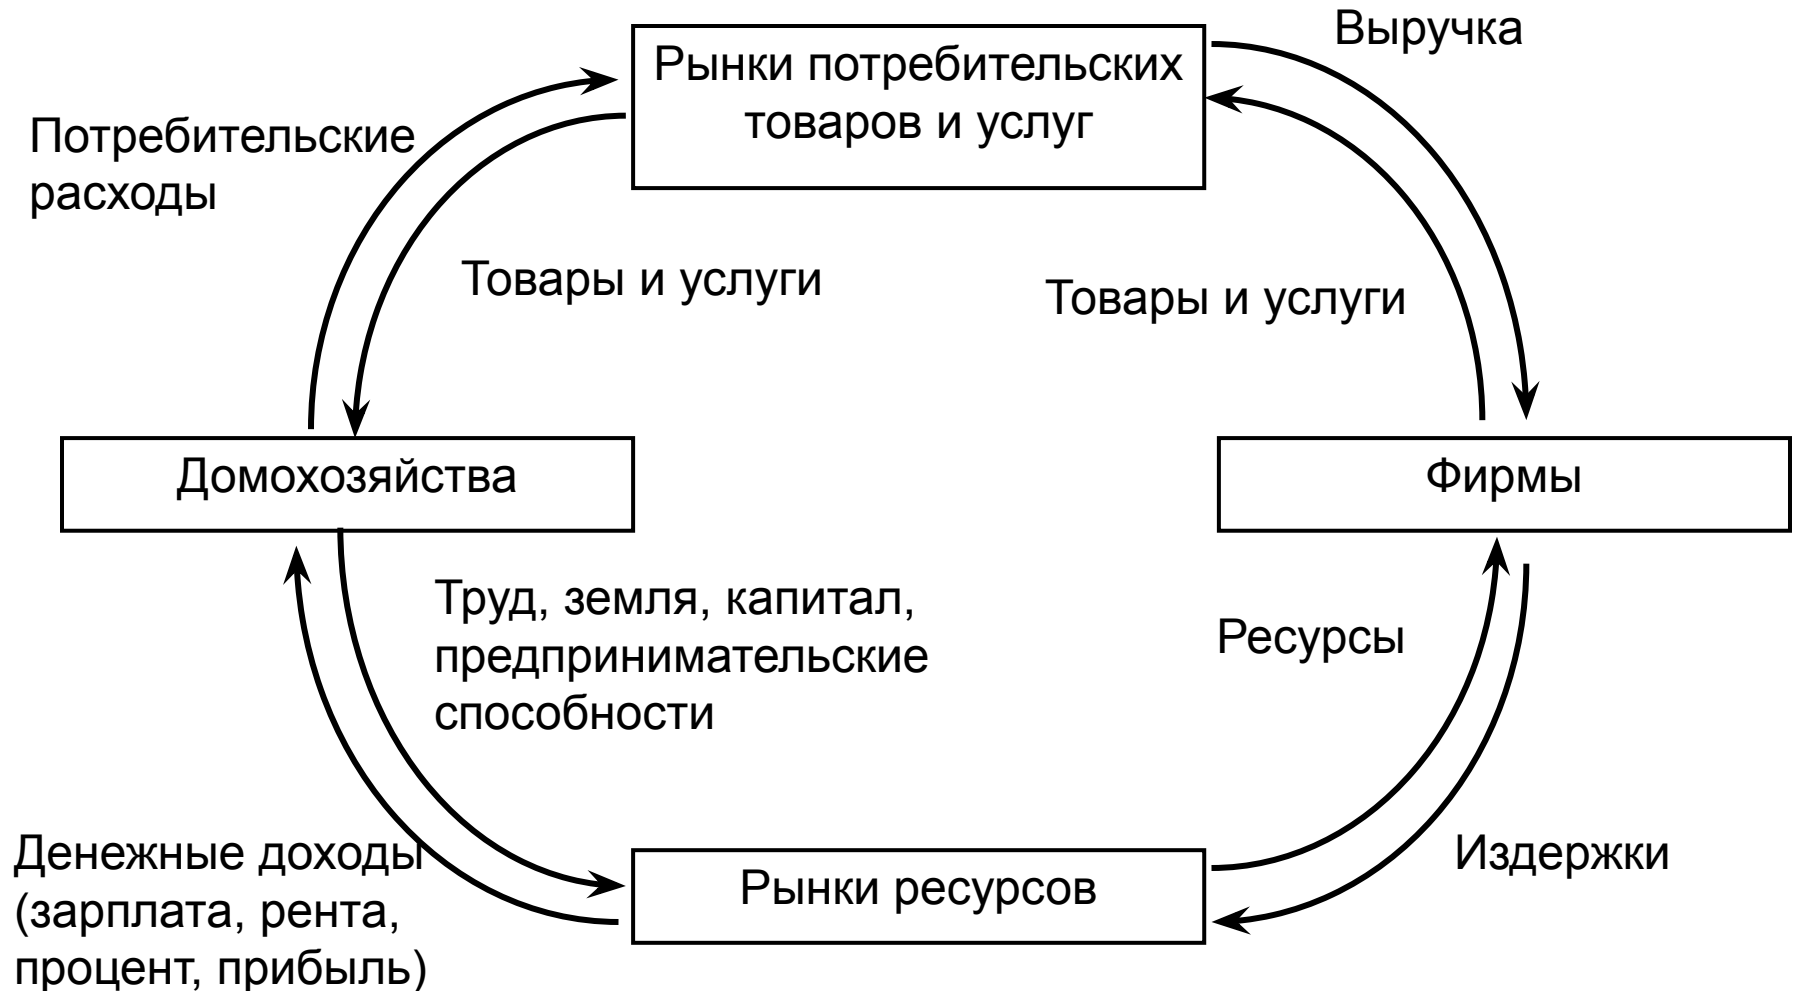 Выручка
Рынки потребительских
товаров и услуг
Потребительские
расходы
Товары и услуги
Товары и услуги
Домохозяйства
Фирмы
Труд, земля, капитал,
предпринимательские
способности
Ресурсы
Денежные доходы
(зарплата, рента,
процент, прибыль)
Рынки ресурсов
Издержки